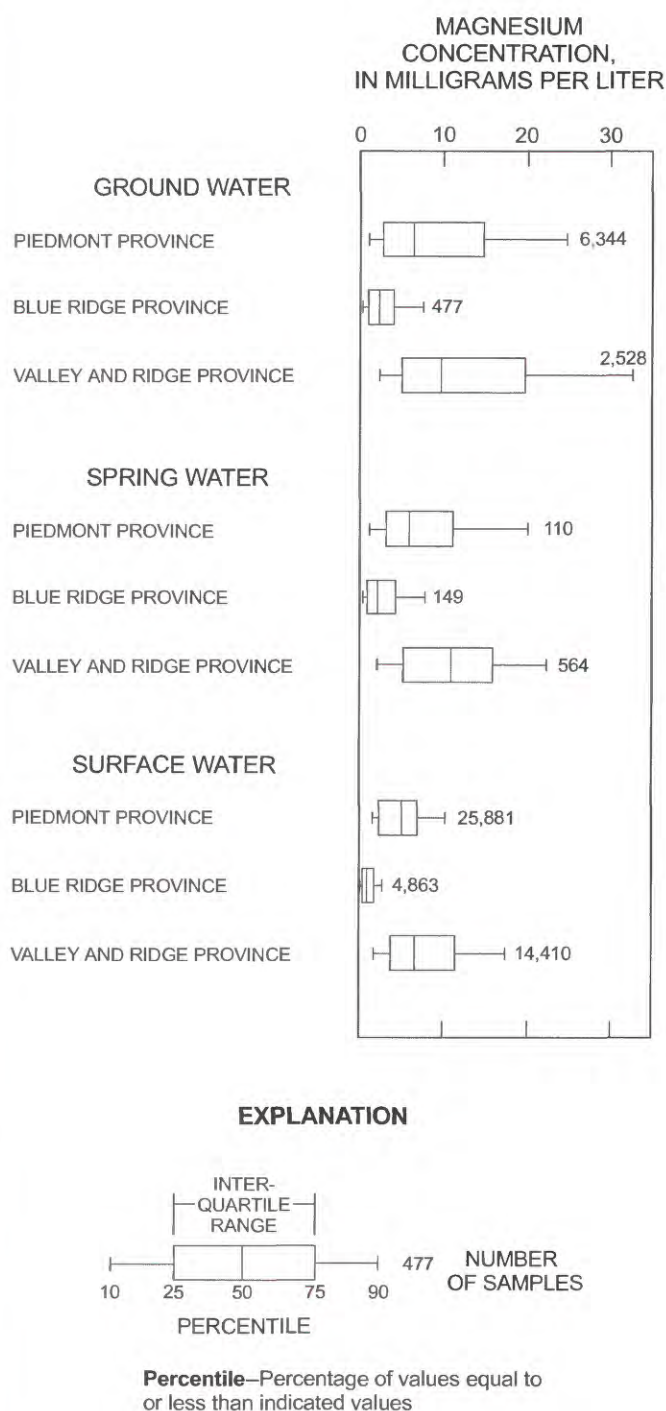 MAGNESIUM
CONCENTRATION,
IN MILLIGRAMS PER LITER
0 10 20 30
GROUND WATER
PIEDMONT PROVINCE 6,344
BLUE RIDGE PROVINCE 477
VALLEY AND RIDGE PROVINCE 2,528
SPRING WATER
PIEDMONT PROVINCE 110
BLUE RIDGE PROVINCE 149
VALLEY AND RIDGE PROVINCE 564
SURFACE WATER
PIEDMONT PROVINCE 25,881
BLUE RIDGE PROVINCE 4,863
VALLEY AND RIDGE PROVINCE 14,410
EXPLANATION
INTER-
QUARTILE
RANGE
477 NUMBER
OF SAMPLES
10 25 50 75 90
PERCENTILE
Percentile–Percentage of values equal to
or less than indicated values